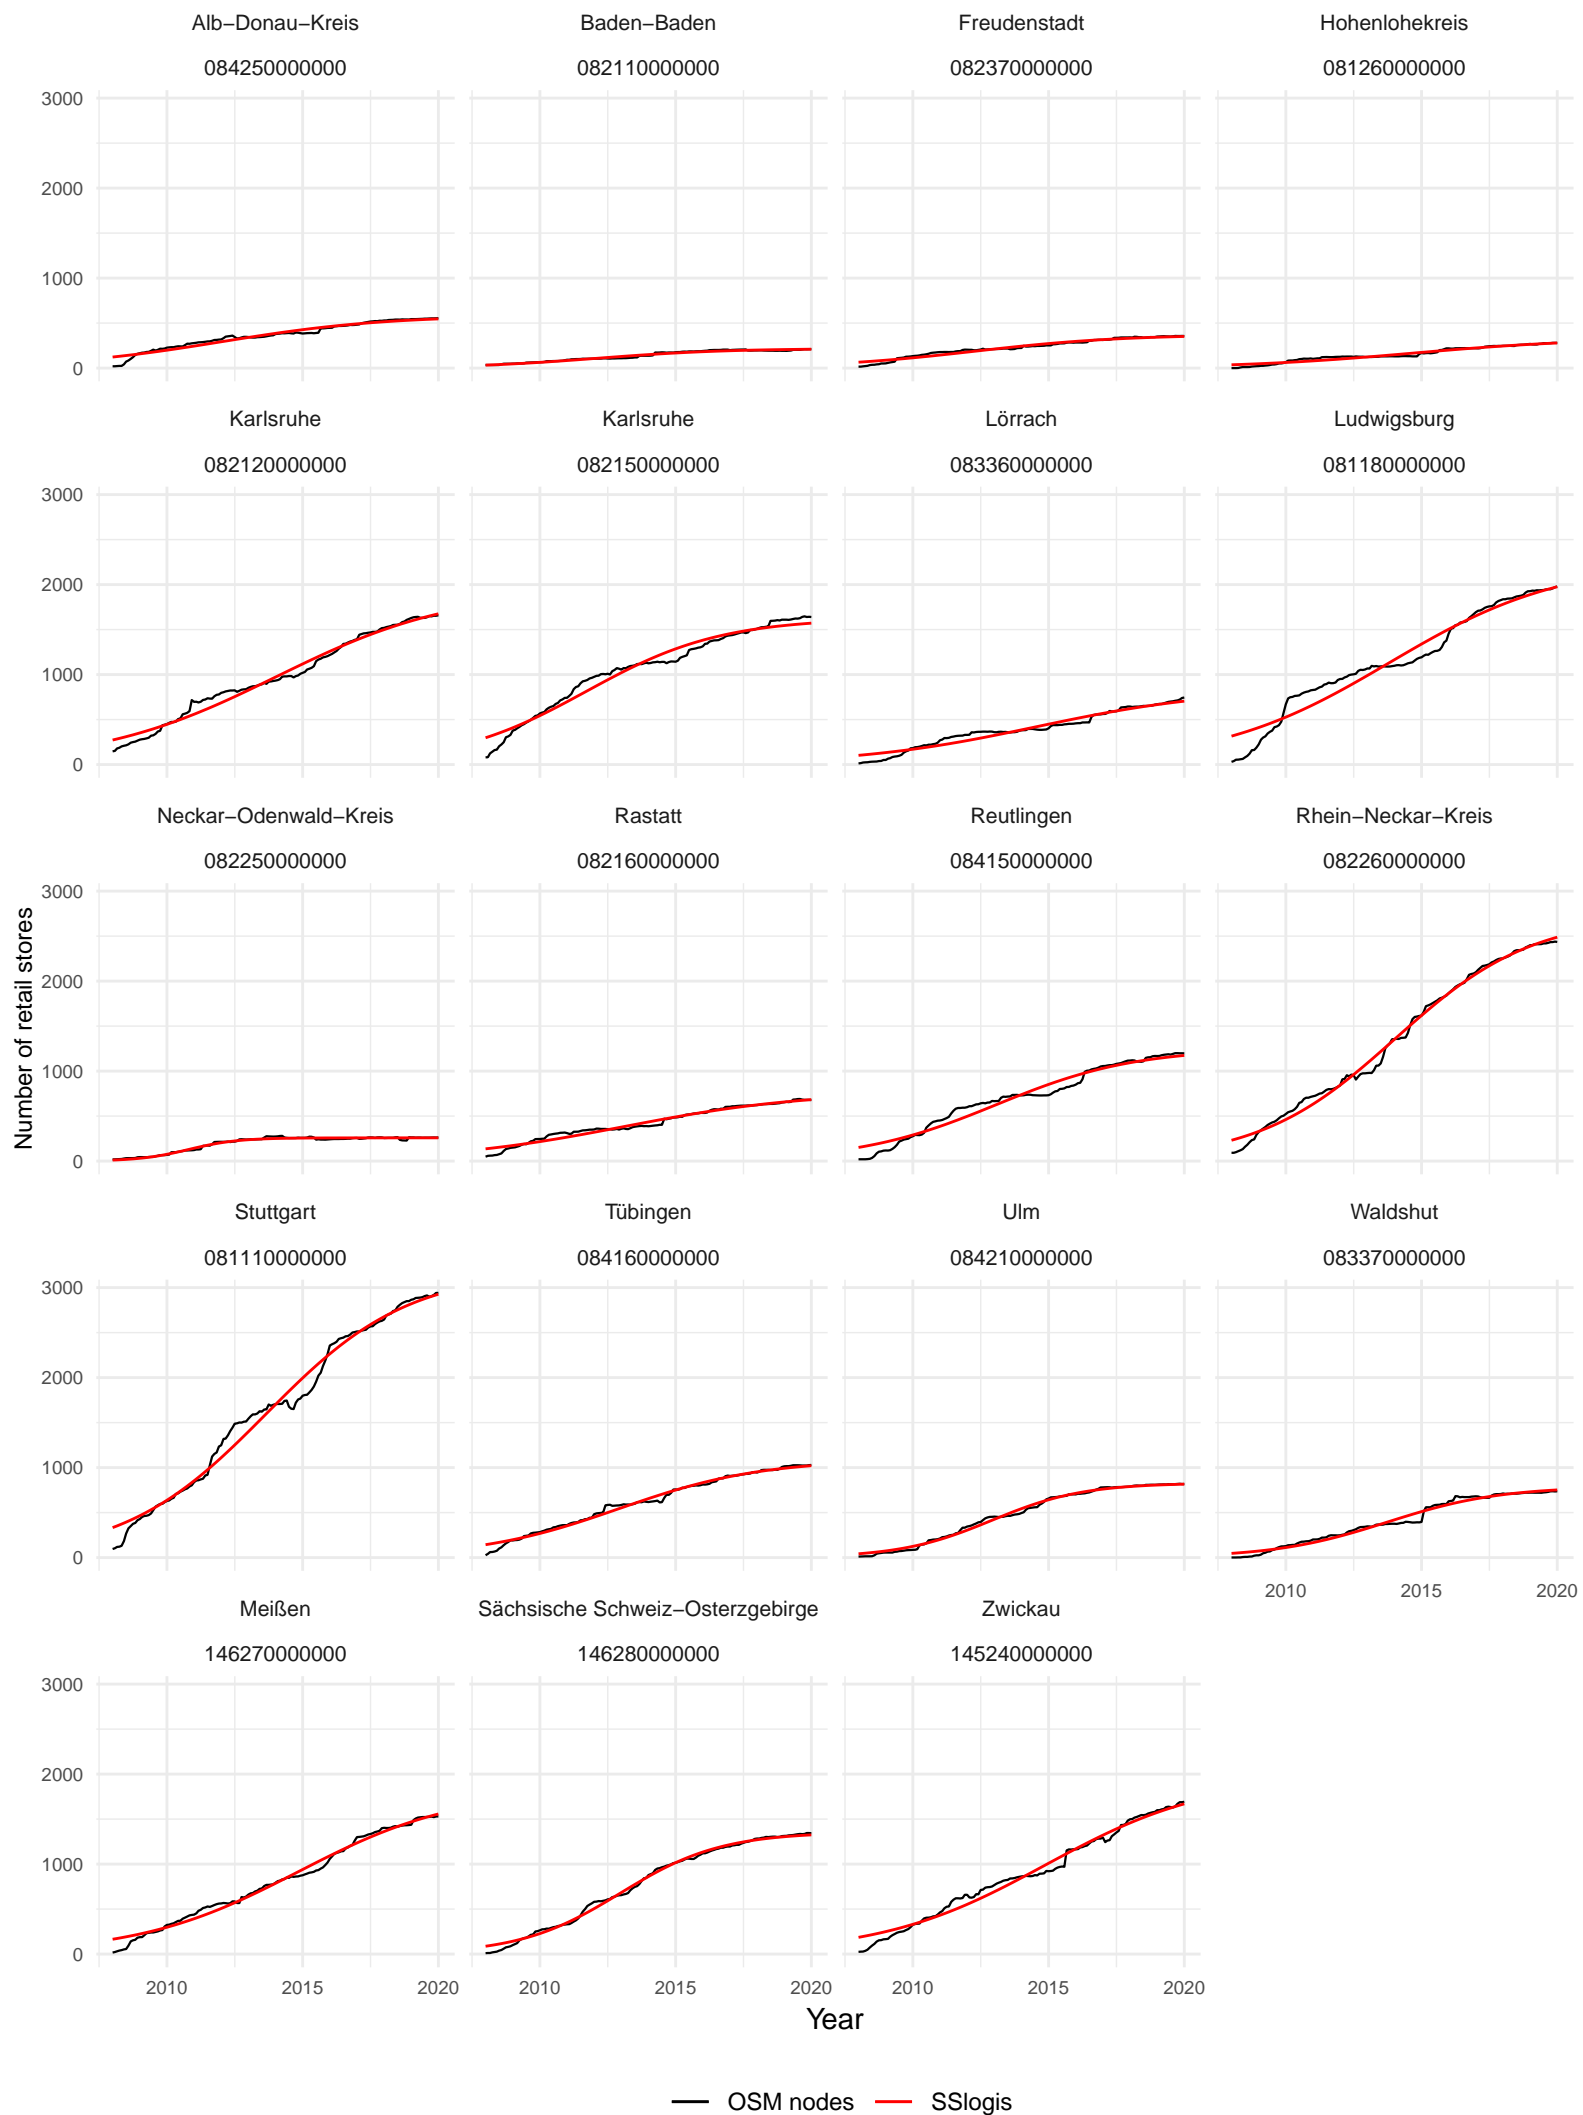 Alb−Donau−Kreis Baden−Baden Freudenstadt Hohenlohekreis
084250000000 082110000000 082370000000 081260000000
3000
2000
1000
0
Karlsruhe Karlsruhe Lörrach Ludwigsburg
082120000000 082150000000 083360000000 081180000000
3000
2000
1000
0
Neckar−Odenwald−Kreis Rastatt Reutlingen Rhein−Neckar−Kreis
082250000000 082160000000 084150000000 082260000000
3000
2000
1000
0
Number of retail stores
Stuttgart Tübingen Ulm Waldshut
081110000000 084160000000 084210000000 083370000000
3000
2000
1000
0
2010 2015 2020
Meißen Sächsische Schweiz−Osterzgebirge Zwickau
146270000000 146280000000 145240000000
3000
2000
1000
0
2010 2015 2020 2010 2015 2020 2010 2015 2020
Year
OSM nodes SSlogis